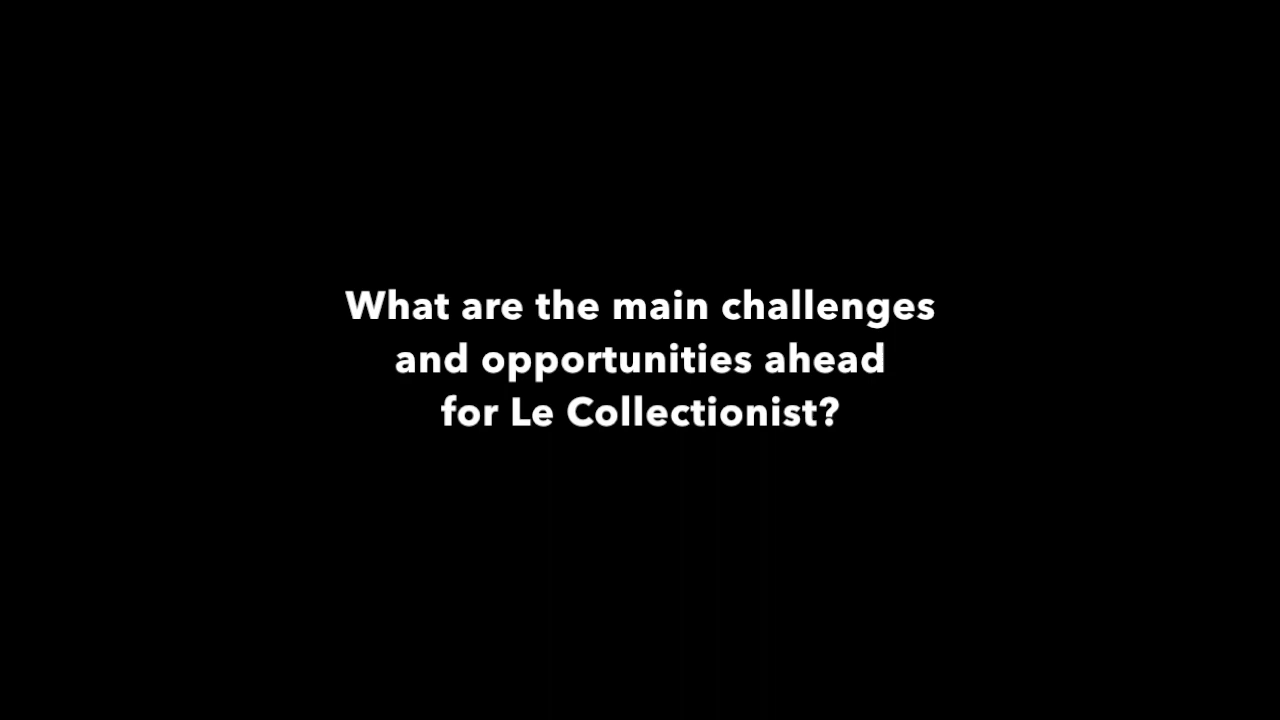 What are the main challenges
and opportunities ahead
for Le Collectionist?